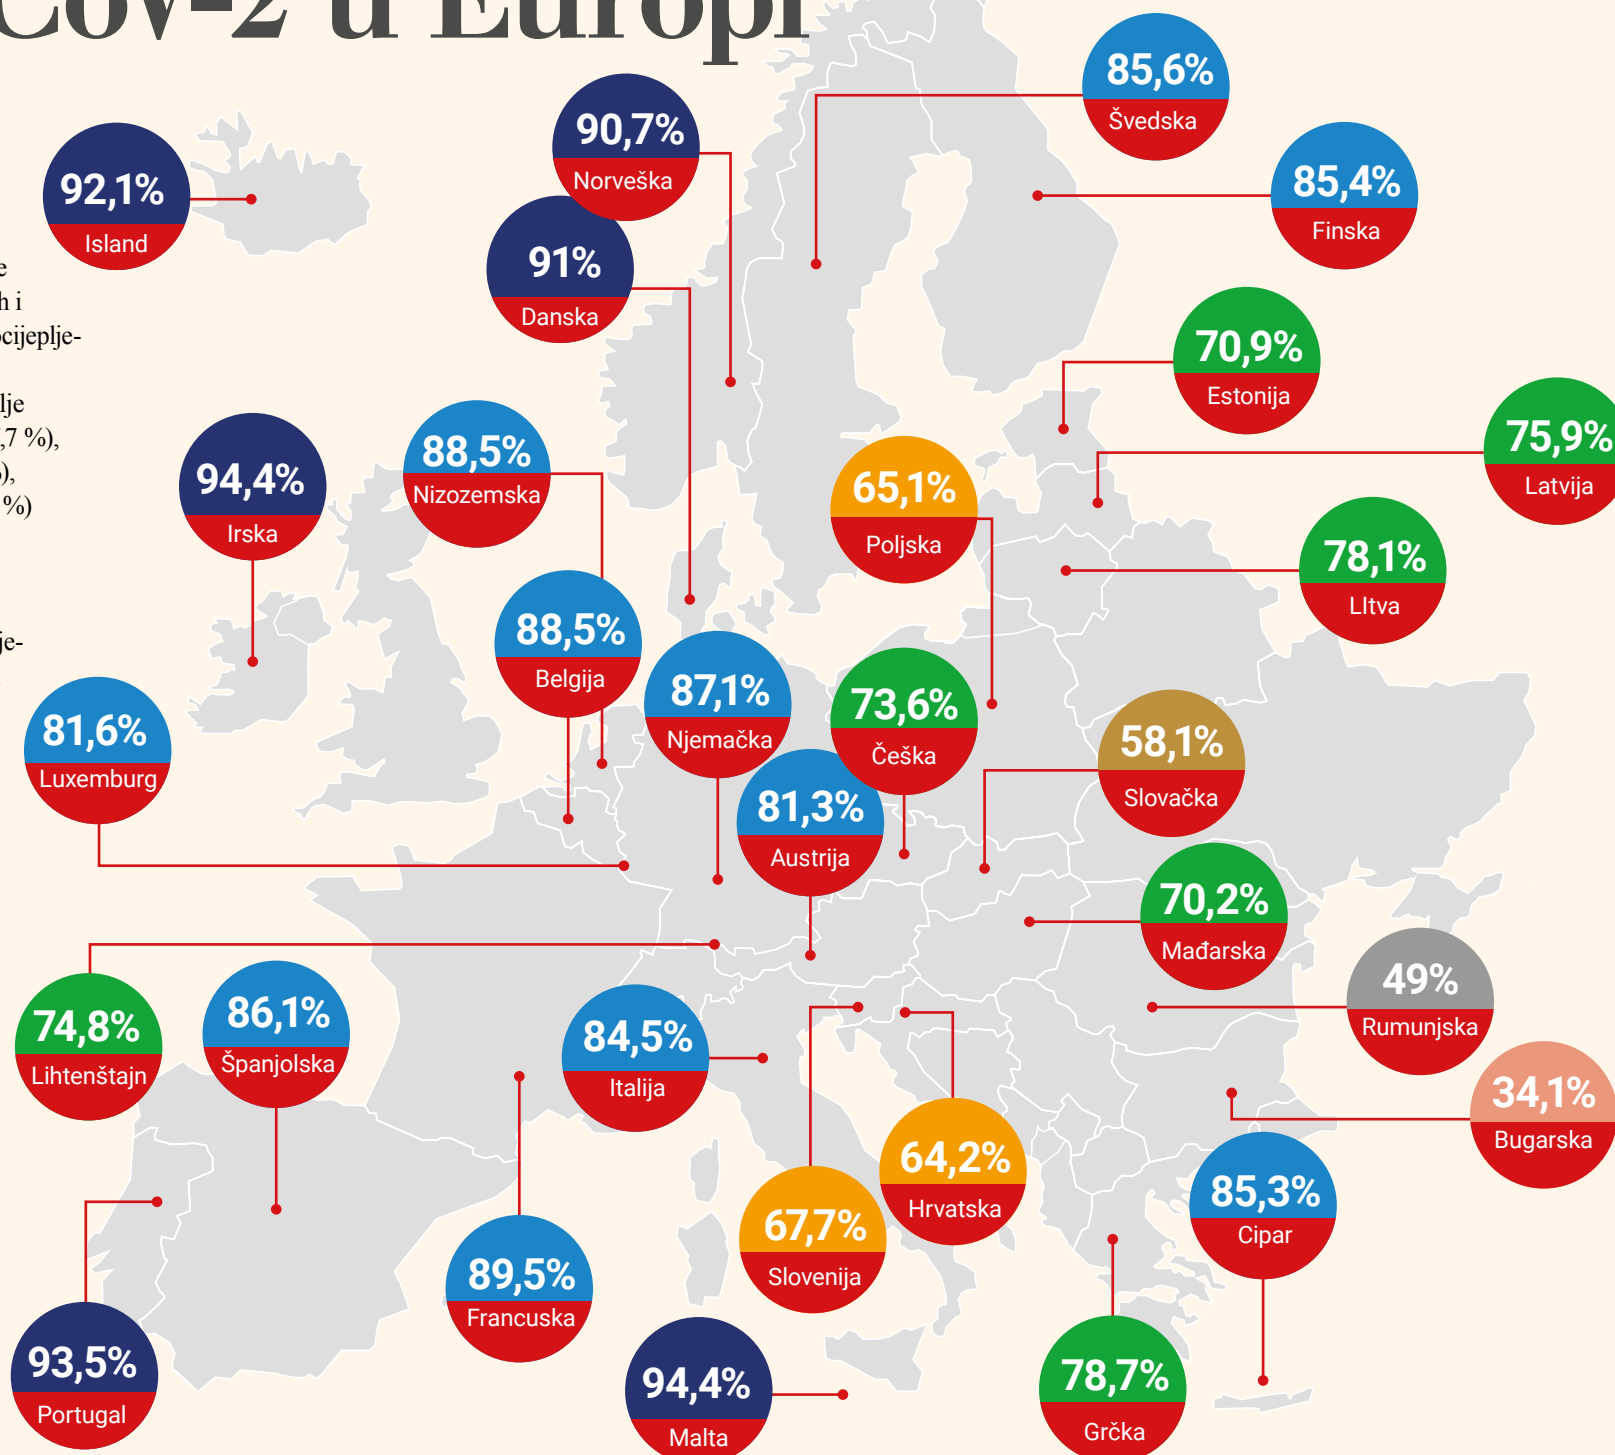 CoV-2 u Europi
85,6%
Švedska
90,7%
Norveška
92,1%
Island
85,4%
Finska
91%
Danska
e
h i
cijeplje-
lje
,7 %),
),
%)
70,9%
Estonija
75,9%
Latvija
88,5%
Nizozemska
94,4%
Irska
65,1%
Poljska
78,1%
LItva
je-
88,5%
Belgija
87,1%
Njemačka
73,6%
Češka
58,1%
Slovačka
81,6%
Luxemburg
81,3%
Austrija
70,2%
Mađarska
49%
Rumunjska
74,8%
Lihtenštajn
86,1%
Španjolska
84,5%
Italija
34,1%
Bugarska
64,2%
Hrvatska
85,3%
Cipar
67,7%
Slovenija
89,5%
Francuska
93,5%
Portugal
94,4%
Malta
78,7%
Grčka